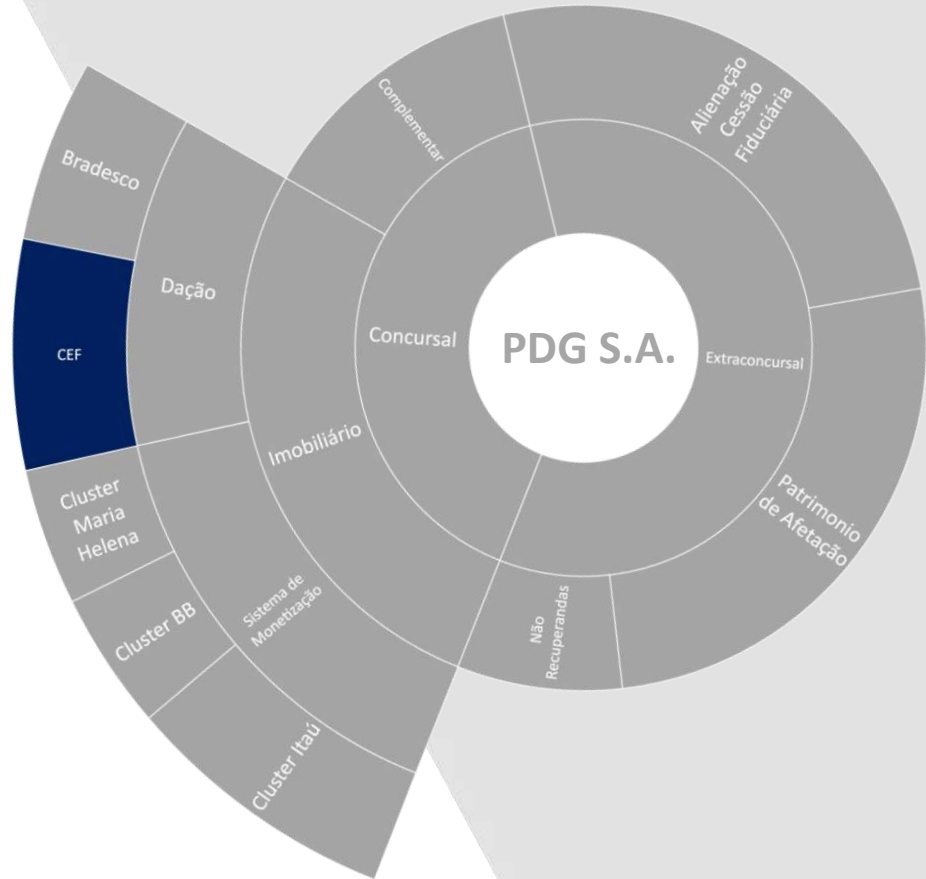 PDG S.A.
Concursal
Extraconcursal
Complementar
Imobiliário
Alienação
Cessão
Fiduciária
Patrimonio
de Afetação
Não
Recuperandas
Dação
Sistema de
Monetização
Bradesco
CEF
Cluster
Maria
Helena
Cluster BB
Cluster Itaú